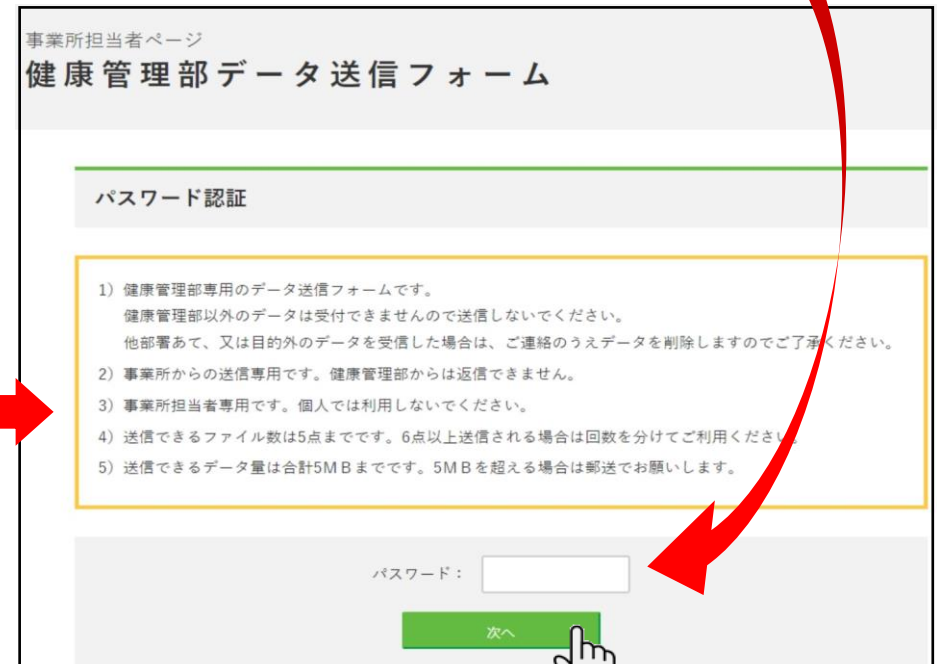 事業所担当者ページ
健康管理部データ送信フォーム
パスワード認証
1）健康管理部専用のデータ送信フォームです。
健康管理部以外のデータは受付できませんので送信しないでください。
他部署あて、又は目的外のデータを受信した場合は、ご連絡のうえデータを削除しますのでご了承ください。
2）事業所からの送信専用です。健康管理部からは返信できません。
3）事業所担当者専用です。個人では利用しないでください。
4）送信できるファイル数は5点までです。6点以上送信される場合は回数を分けてご利用ください。
5）送信できるデータ量は合計5ＭＢまでです。5ＭＢを超える場合は郵送でお願いします。
パスワード：
次へ